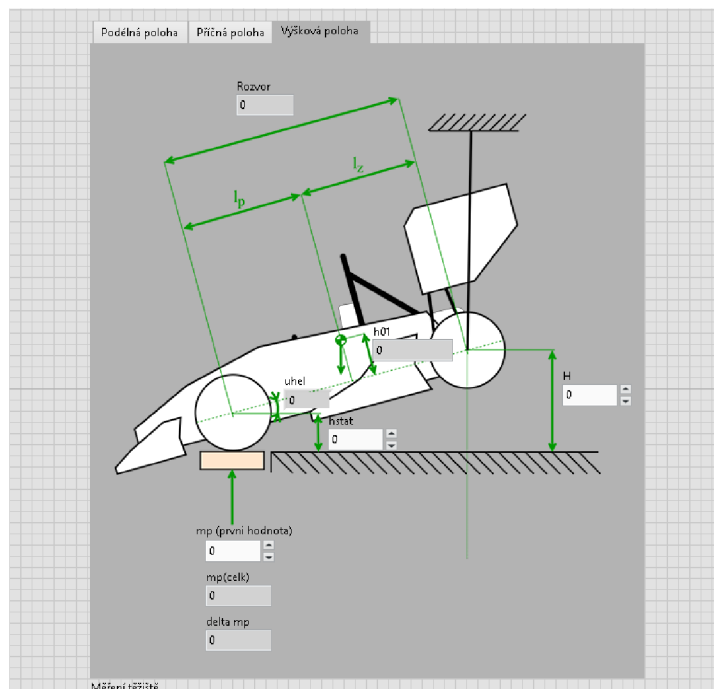 Podélná poloha
Příčná poloha
Výšková poloha
Rozvor
0
lz
lp
h01
0
uhel
0
H
0
hstat
0
mp (první hodnota)
0
mp(celk)
0
delta mp
0
Měření těžiště